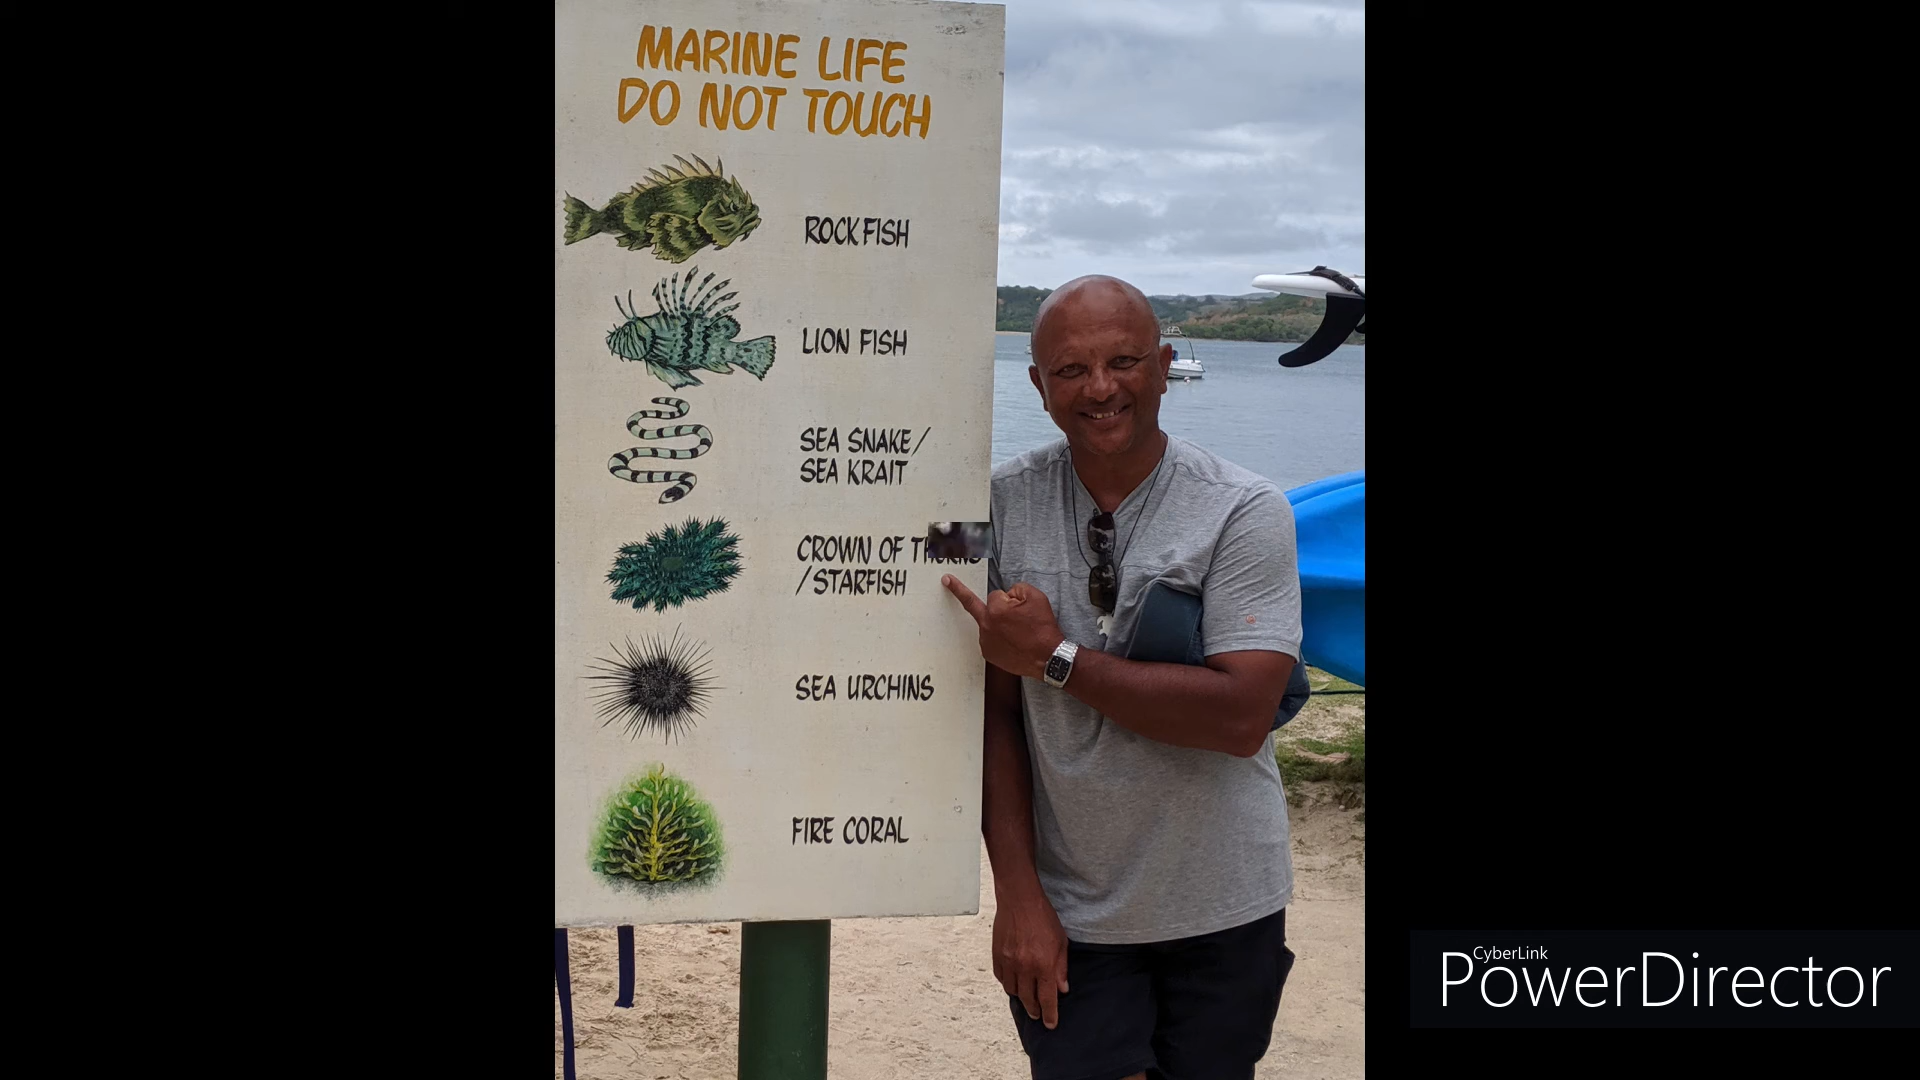 MARINE LIFE
DO NOT TOUCH
ROCK FISH
LION FISH
SEA SNAKE/
SEA KRAIT
CROWN OF THORNS
/STARFISH
SEA URCHINS
FIRE CORAL
CyberLink
PowerDirector